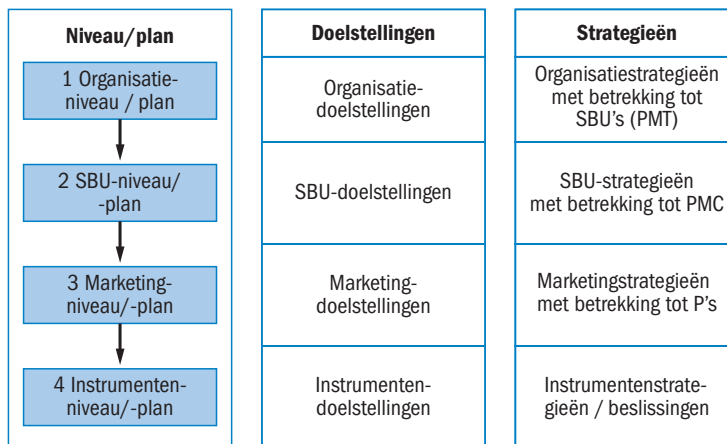 Niveau/plan
1 Organisatie-
niveau / plan
2 SBU-niveau/
-plan
3 Marketing-
niveau/-plan
4 Instrumenten-
niveau/-plan
Doelstellingen
Organisatie-
doelstellingen
SBU-doelstellingen
Marketing-
doelstellingen
Instrumenten-
doelstellingen
Strategieën
Organisatiestrategieën
met betrekking tot
SBU's (PMT)
SBU-strategieën
met betrekking tot PMC
Marketingstrategieën
met betrekking tot P's
Instrumentenstrate-
gieën / beslissingen